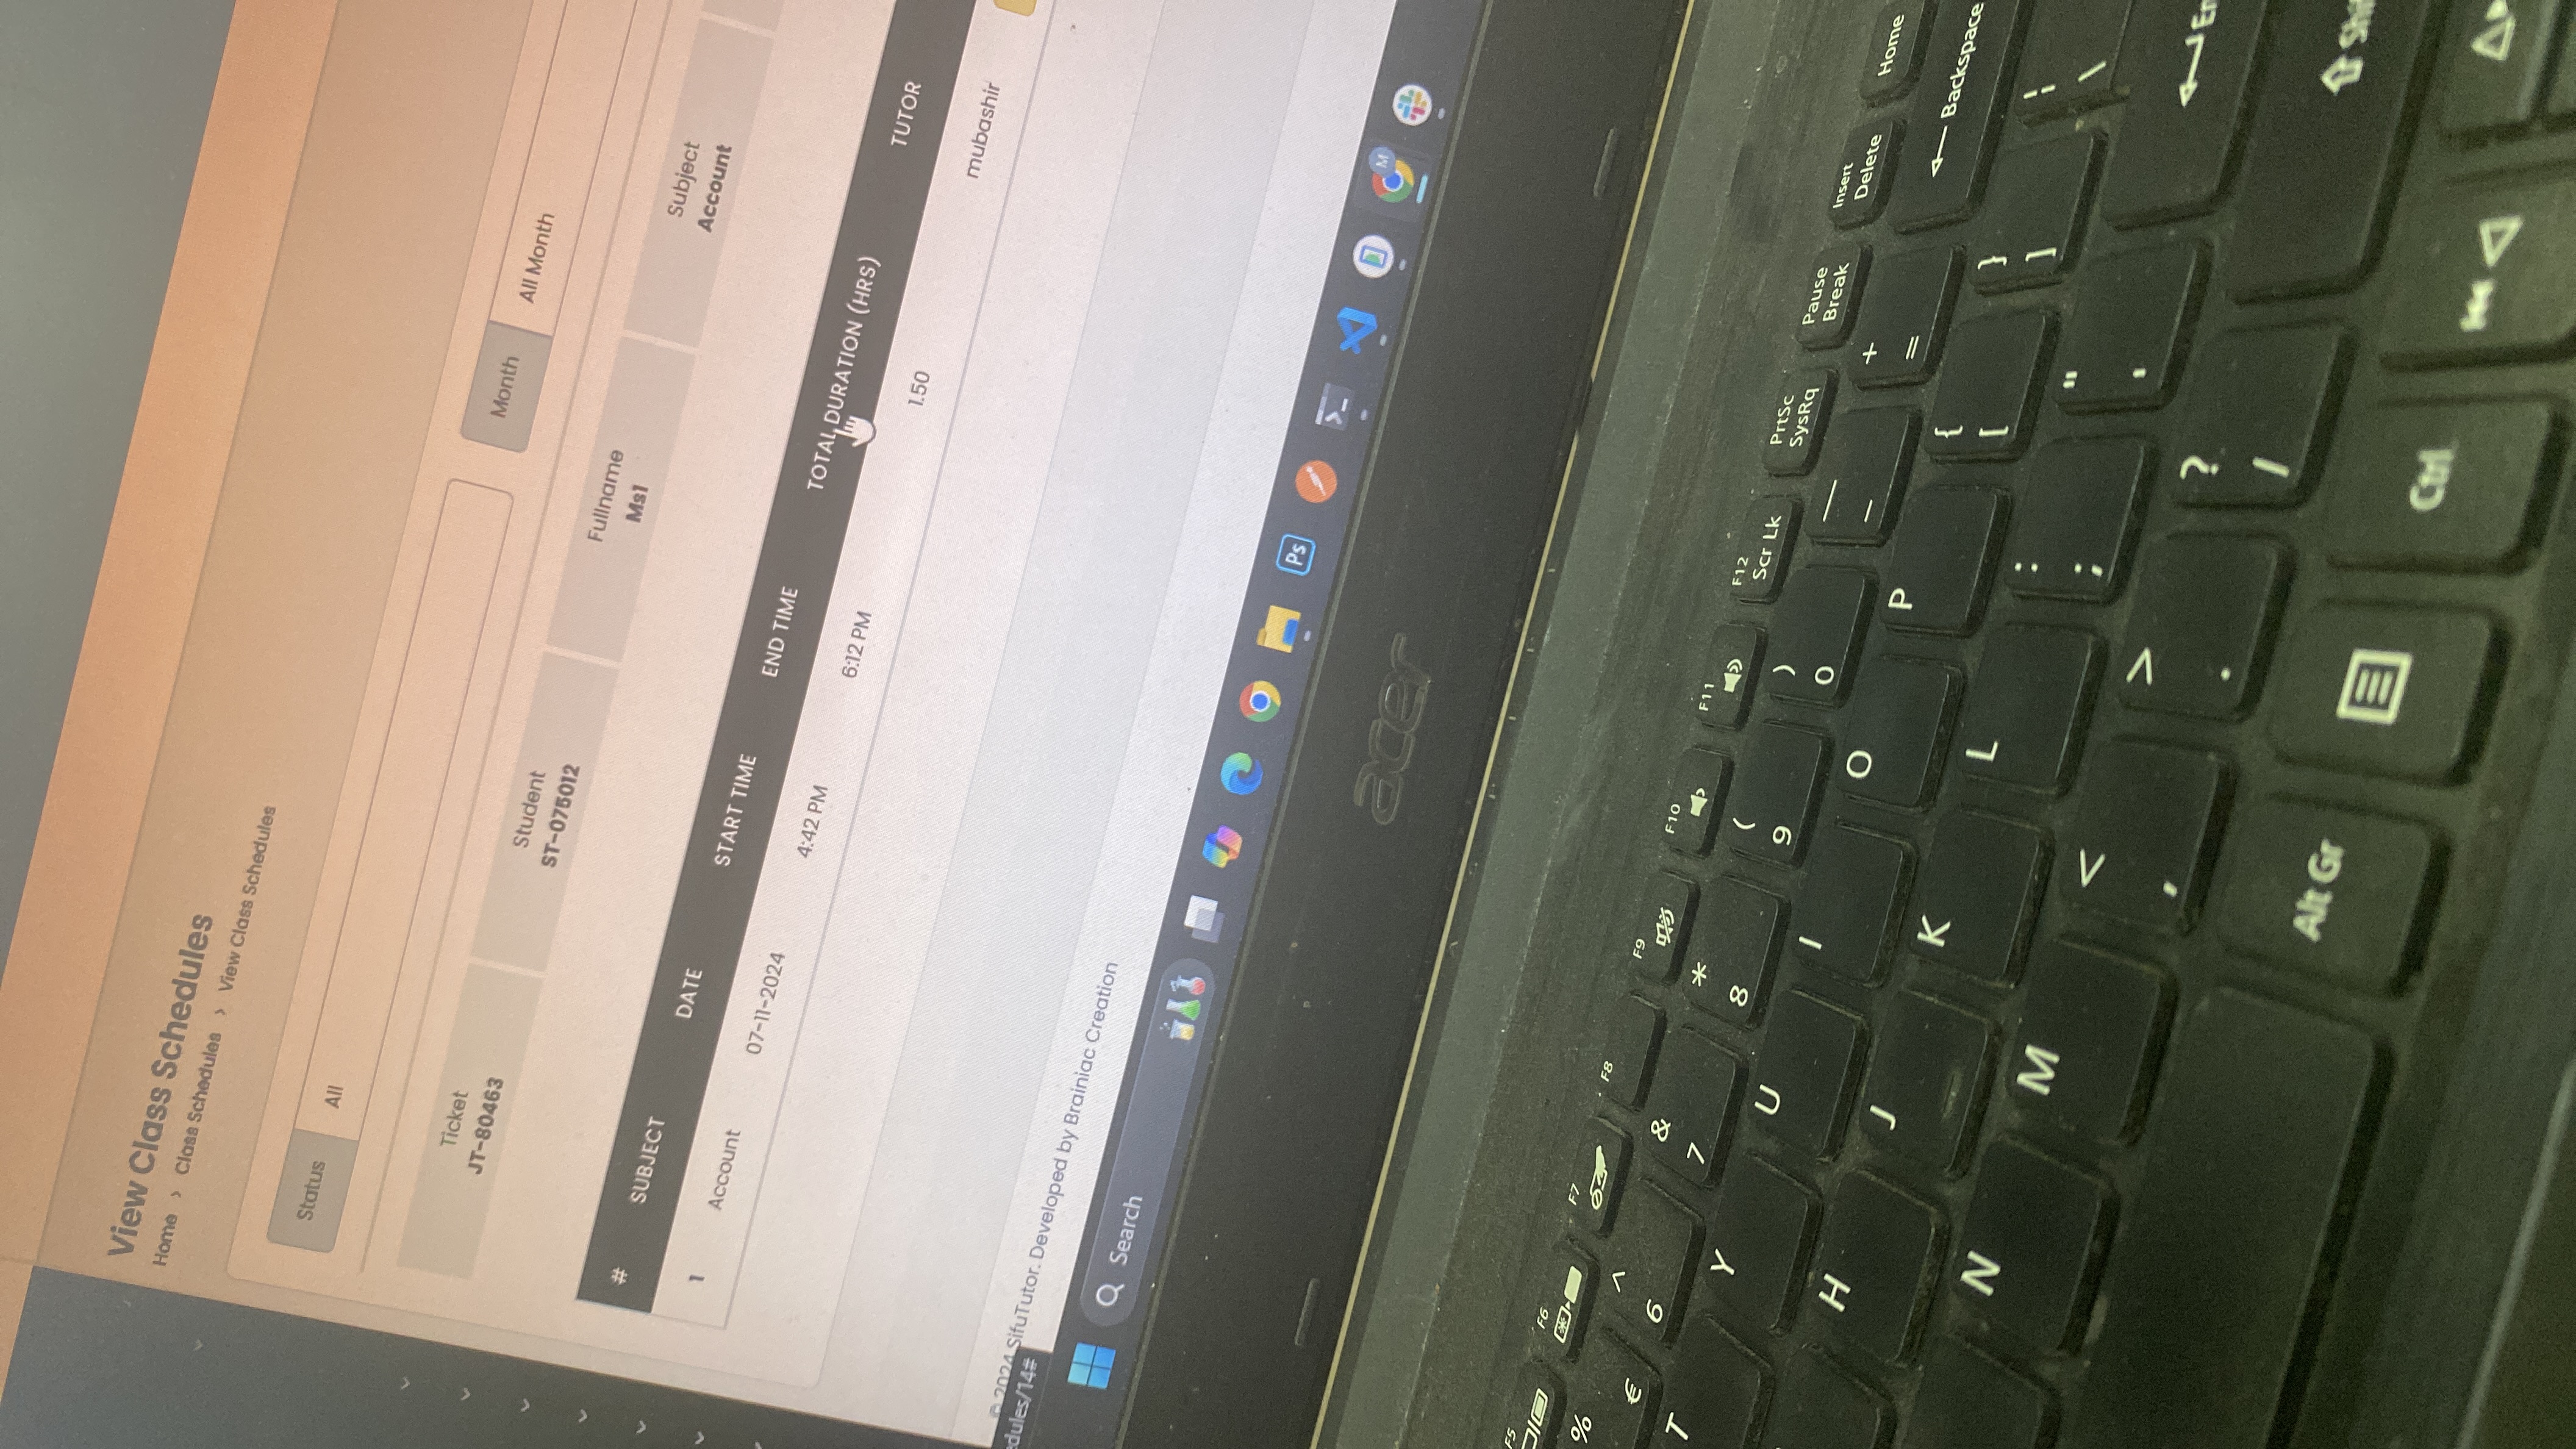 View Class Schedules
Home > Class Schedules > View Class Schedules
Status All
Month All Month
Ticket
JT-80463
Student
ST-075012
Fullname
Ms1
Subject
Account
# SUBJECT DATE START TIME END TIME TOTAL DURATION (HRS) TUTOR
1 Account 07-11-2024 4:42 PM 6:12 PM 1.50 mubashir
© 2024 SifuTutor. Developed by Brainiac Creation
edules/14#
Search
Ps
M
acer
F5 F6 F7 F8 F9 F10 F11 F12 Scr Lk PrtSc SysRq Pause Break Insert Delete Home
% € ^ 6 & 7 * 8 ( 9 ) 0 — – + = Backspace
T Y U I O P { [ } ] ¦ \
H J K L : ; " '
N M < , > . ? /
Alt Gr Ctrl